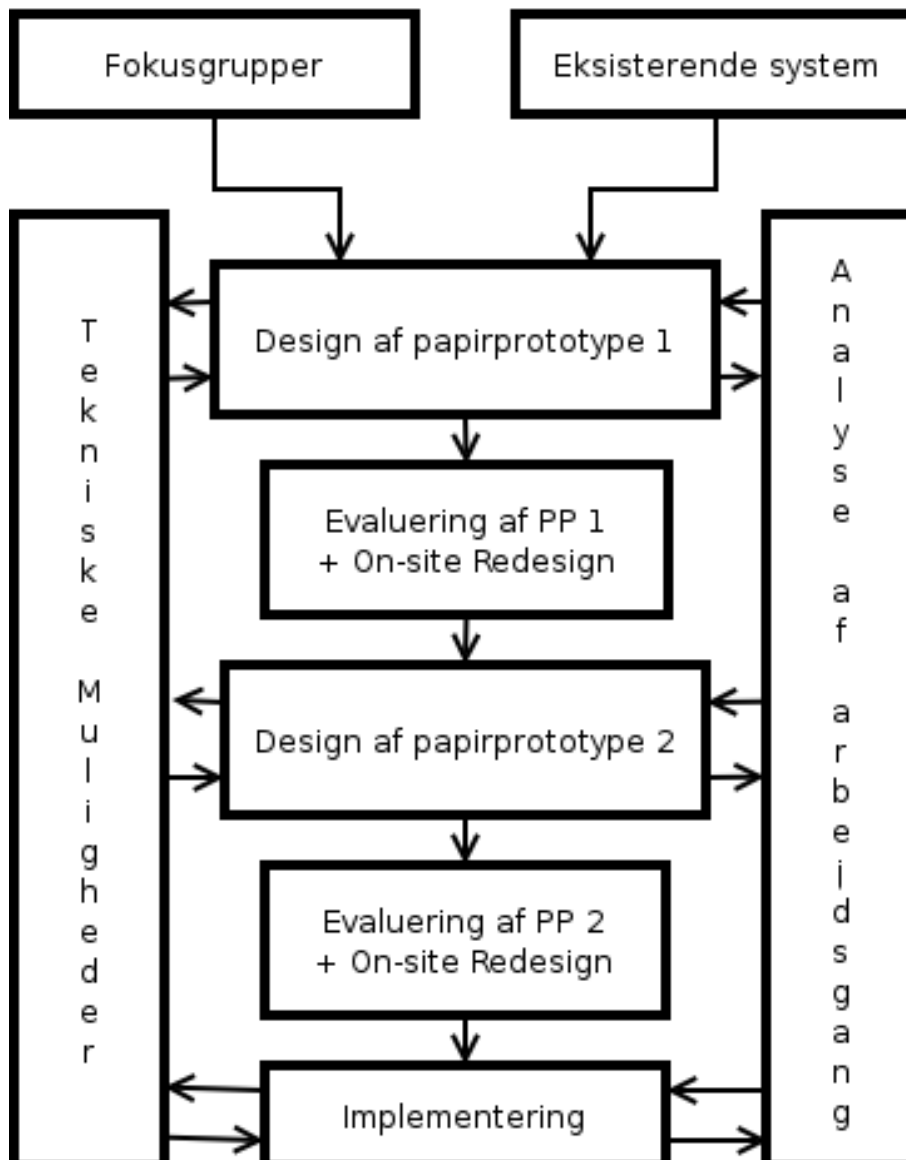 Fokusgrupper
Eksisterende system
Design af papirprototype 1
Evaluering af PP 1
+ On-site Redesign
Design af papirprototype 2
Evaluering af PP 2
+ On-site Redesign
Implementering
Tekniske Muligheder
Analyse af arbeidsgang